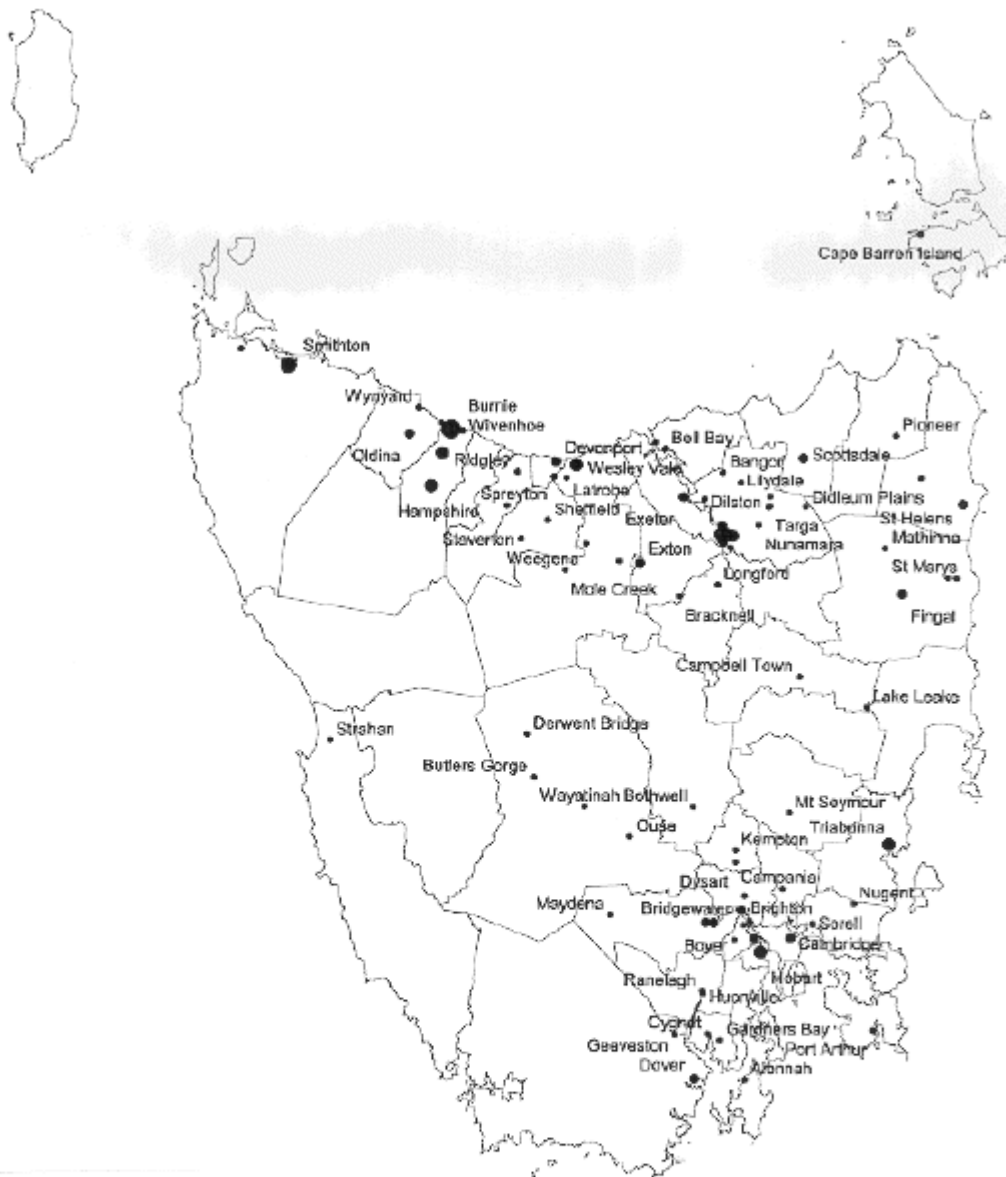 Cape Barren Island
Smithton
Wynyard
Burnie
Wivenhoe
Pioneer
Oldina
Ridgley
Devonport
Bell Bay
Wesley Vale
Bangor
Scottsdale
Lilydale
Hampshire
Spreyton
Latrobe
Sheffield
Exeter
Dilston
Diddleum Plains
Targa
St Helens
Staverton
Nunamara
Mathinna
Weegena
Exton
Longford
St Marys
Mole Creek
Bracknell
Fingal
Campbell Town
Lake Leake
Strahan
Derwent Bridge
Butlers Gorge
Wayatinah
Bothwell
Mt Seymour
Ouse
Triabunna
Kempton
Dysart
Campania
Nugent
Maydena
Bridgewater
Brighton
Sorell
Boyer
Cambridge
Ranelagh
Hobart
Huonville
Cygnet
Gardners Bay
Geeveston
Port Arthur
Dover
Alonnah